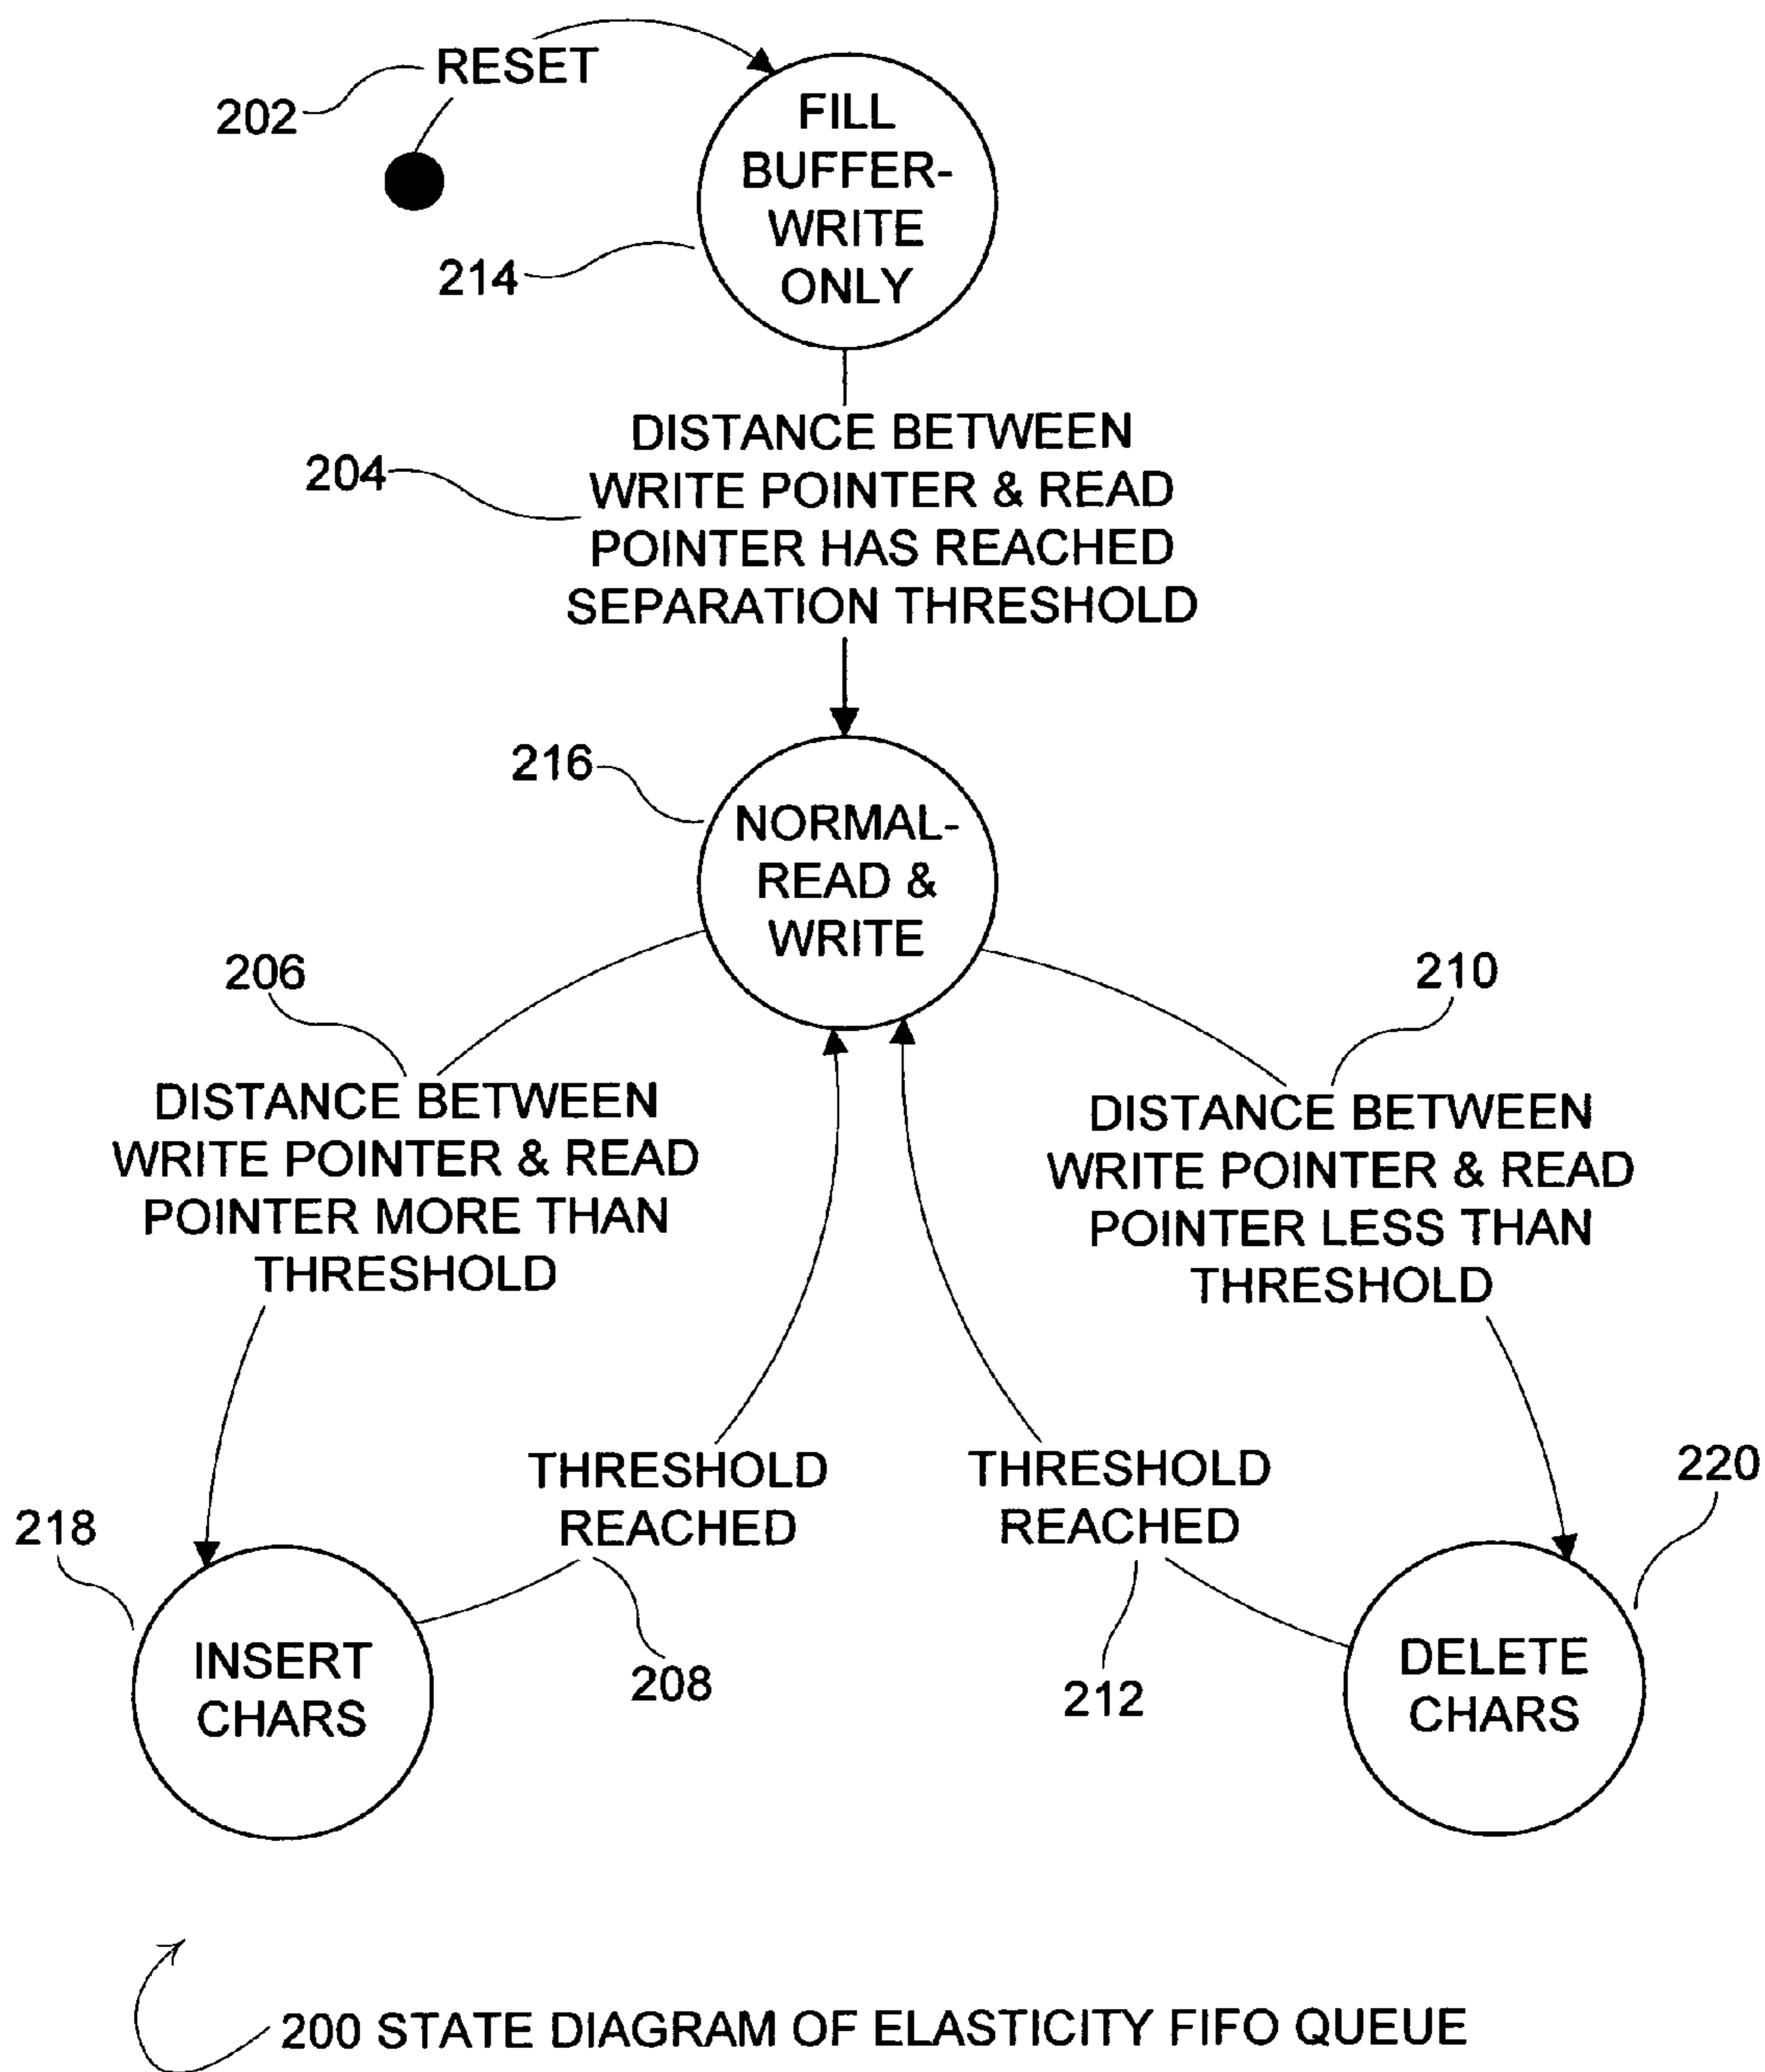 RESET
202
FILL
BUFFER-
WRITE
ONLY
214
DISTANCE BETWEEN
WRITE POINTER & READ
POINTER HAS REACHED
SEPARATION THRESHOLD
204
216
NORMAL-
READ &
WRITE
206
210
DISTANCE BETWEEN
WRITE POINTER & READ
POINTER MORE THAN
THRESHOLD
DISTANCE BETWEEN
WRITE POINTER & READ
POINTER LESS THAN
THRESHOLD
THRESHOLD
REACHED
THRESHOLD
REACHED
220
218
208
212
INSERT
CHARS
DELETE
CHARS
200 STATE DIAGRAM OF ELASTICITY FIFO QUEUE